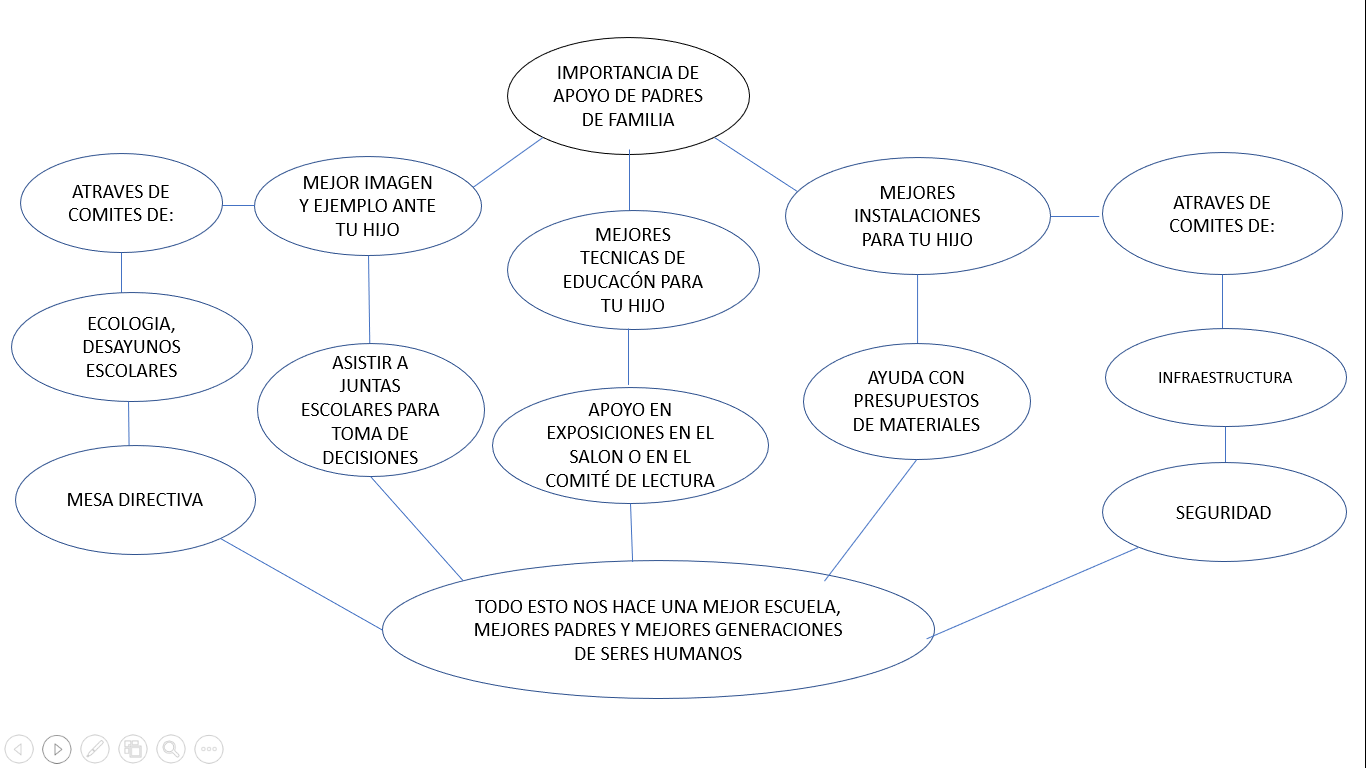 IMPORTANCIA DE
APOYO DE PADRES
DE FAMILIA
ATRAVES DE
COMITES DE:
MEJOR IMAGEN
Y EJEMPLO ANTE
TU HIJO
MEJORES
TECNICAS DE
EDUCACÓN PARA
TU HIJO
MEJORES
INSTALACIONES
PARA TU HIJO
ATRAVES DE
COMITES DE:
ECOLOGIA,
DESAYUNOS
ESCOLARES
ASISTIR A
JUNTAS
ESCOLARES PARA
TOMA DE
DECISIONES
APOYO EN
EXPOSICIONES EN EL
SALON O EN EL
COMITÉ DE LECTURA
AYUDA CON
PRESUPUESTOS
DE MATERIALES
INFRAESTRUCTURA
MESA DIRECTIVA
SEGURIDAD
TODO ESTO NOS HACE UNA MEJOR ESCUELA,
MEJORES PADRES Y MEJORES GENERACIONES
DE SERES HUMANOS